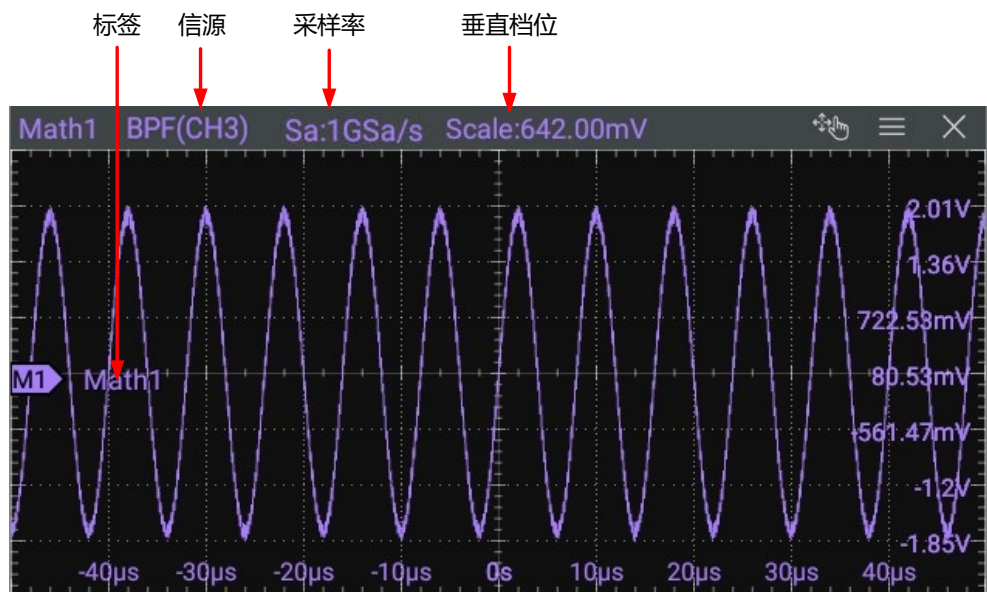 标签 信源 采样率 垂直档位
Math1 BPF(CH3) Sa:1GSa/s Scale:642.00mV
2.01V
1.36V
722.53mV
M1 Math1 80.53mV
-561.47mV
-1.2V
-1.85V
-40µs -30µs -20µs -10µs 0s 10µs 20µs 30µs 40µs